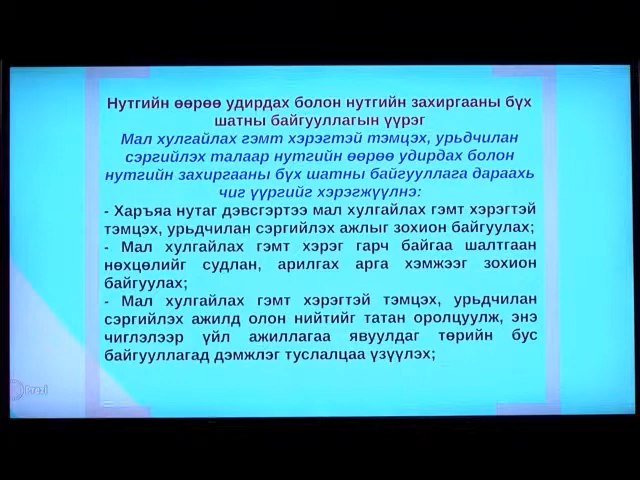 Нутгийн өөрөө удирдах болон нутгийн захиргааны бүх
шатны байгууллагын үүрэг
Мал хулгайлах гэмт хэрэгтэй тэмцэх, урьдчилан
сэргийлэх талаар нутгийн өөрөө удирдах болон
нутгийн захиргааны бүх шатны байгууллага дараахь
чиг үүргийг хэрэгжүүлнэ:
- Харъяа нутаг дэвсгэртээ мал хулгайлах гэмт хэрэгтэй
тэмцэх, урьдчилан сэргийлэх ажлыг зохион байгуулах;
- Мал хулгайлах гэмт хэрэг гарч байгаа шалтгаан
нөхцөлийг судлан, арилгах арга хэмжээг зохион
байгуулах;
- Мал хулгайлах гэмт хэрэгтэй тэмцэх, урьдчилан
сэргийлэх ажилд олон нийтийг татан оролцуулж, энэ
чиглэлээр үйл ажиллагаа явуулдаг төрийн бус
байгууллагад дэмжлэг туслалцаа үзүүлэх;
Prezi